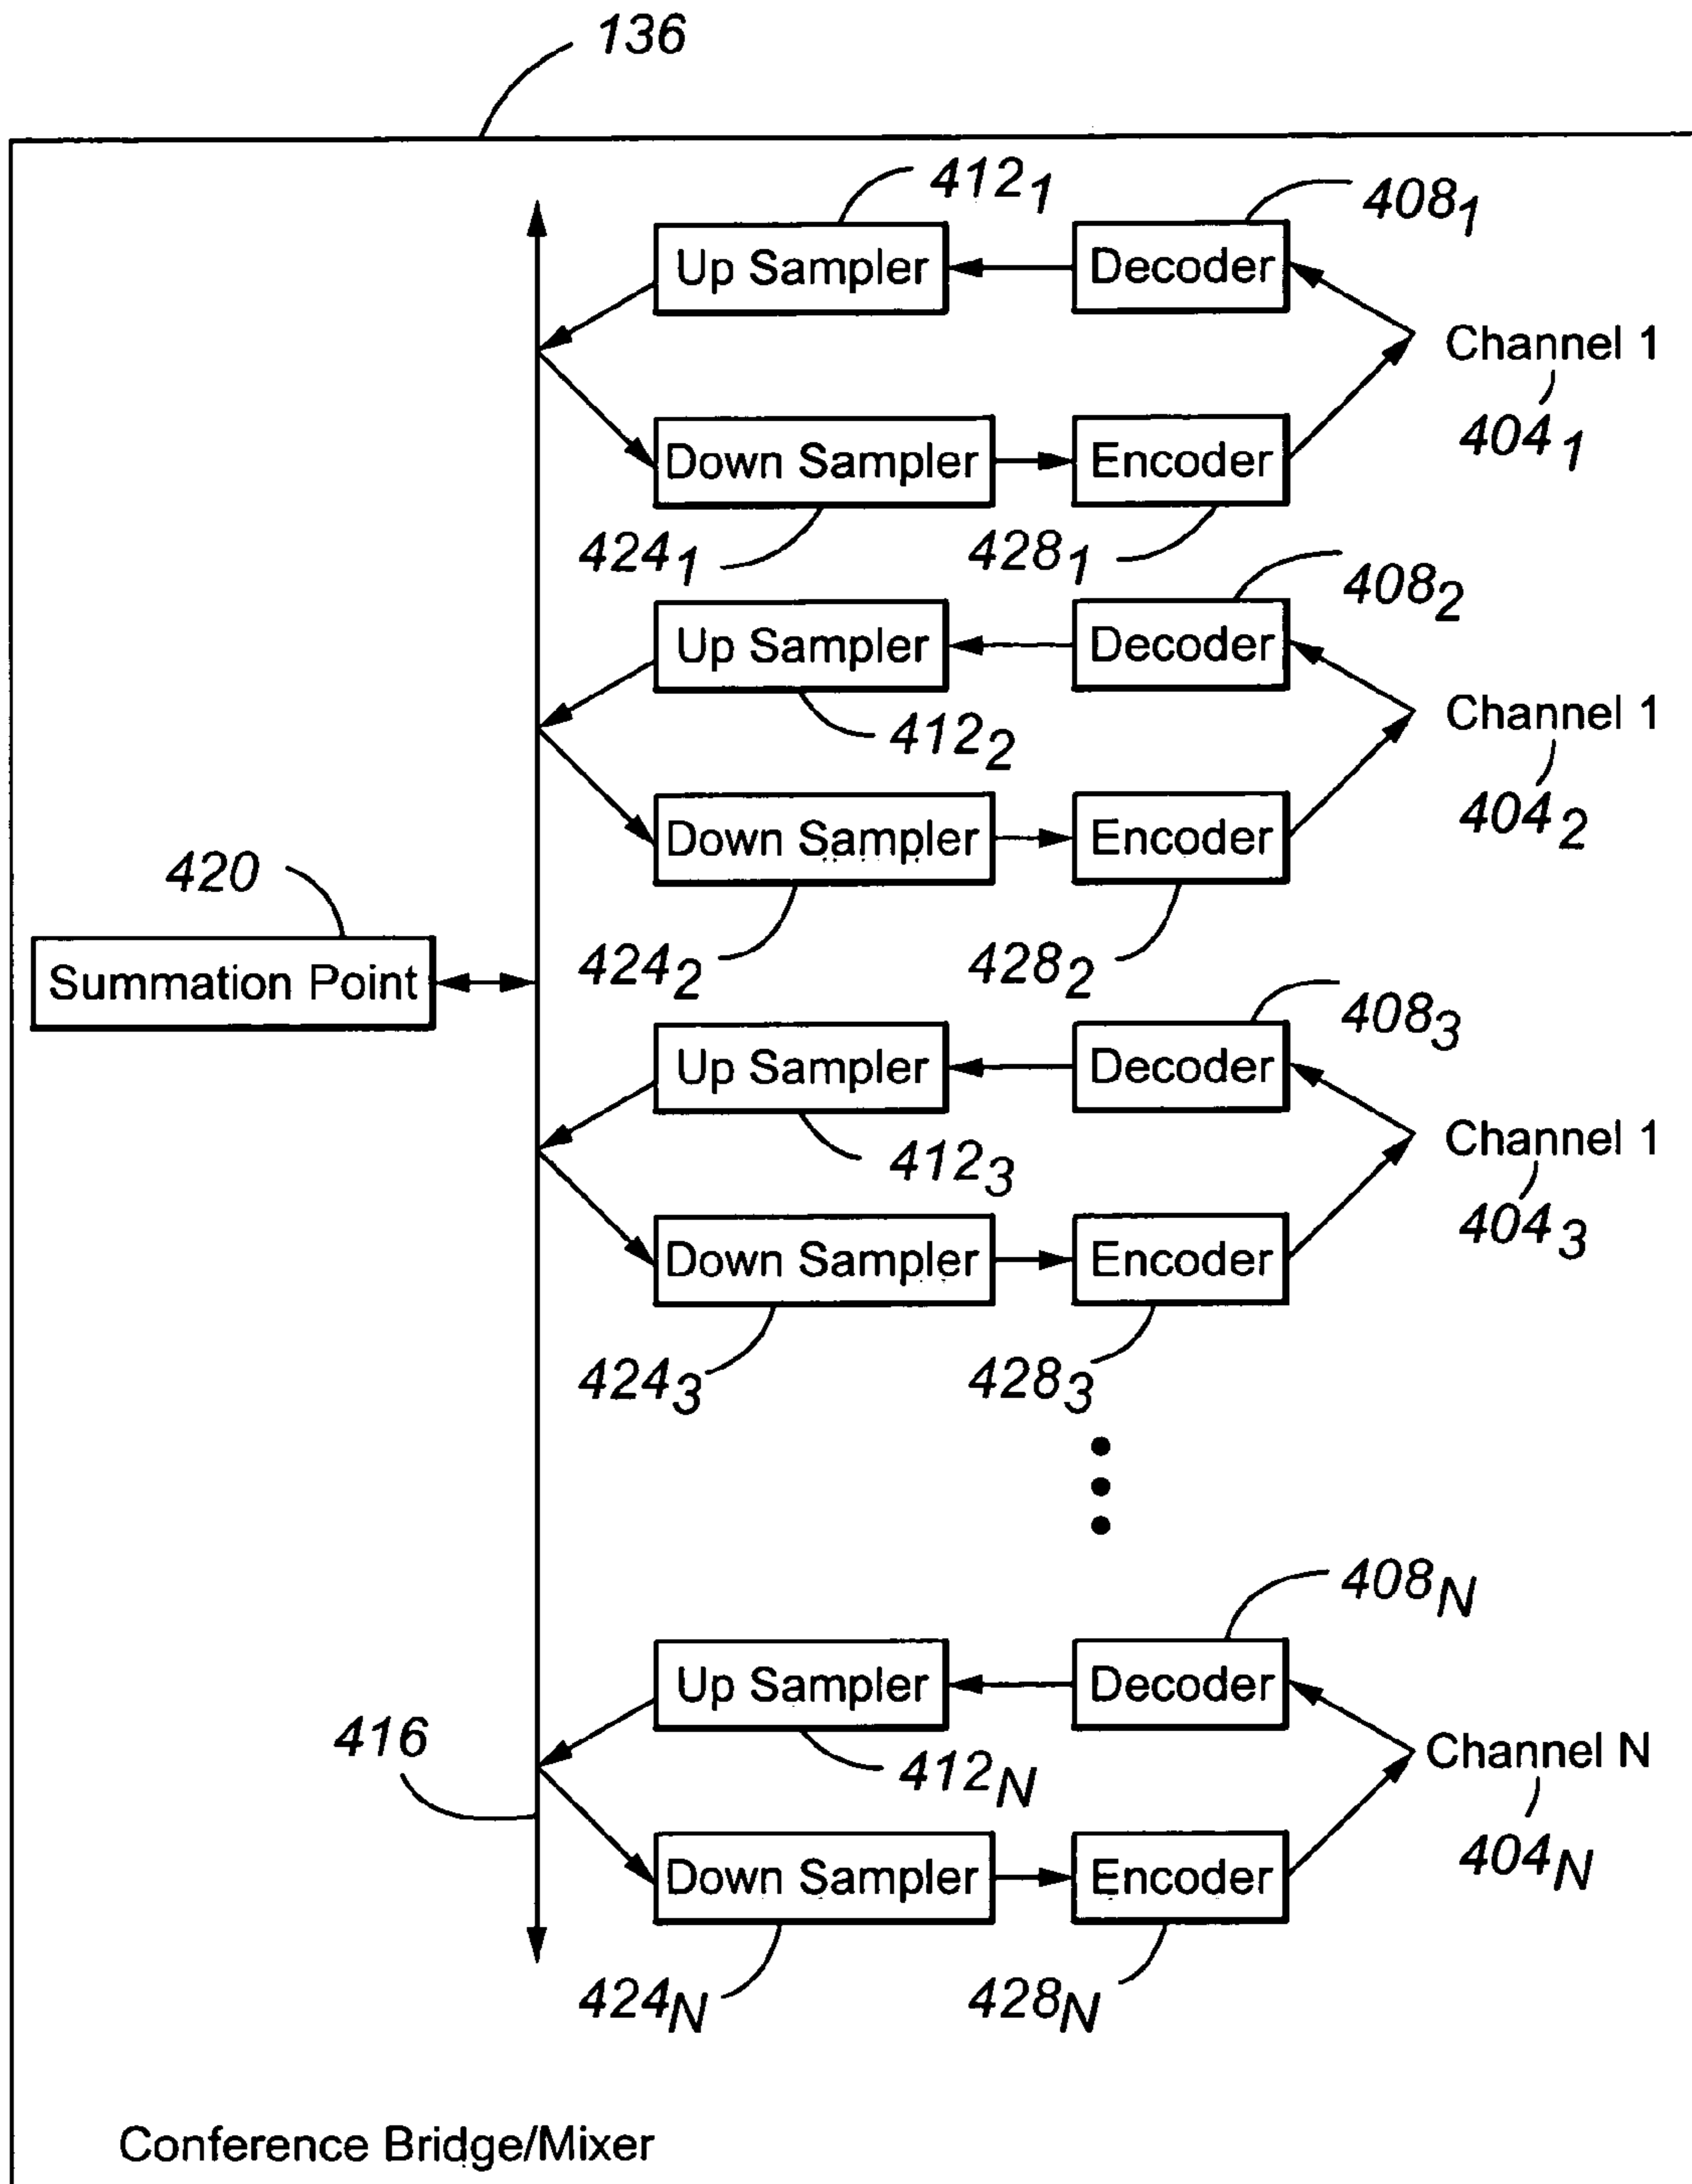 136
412₁
408₁
Up Sampler
Decoder
Channel 1
404₁
Down Sampler
Encoder
424₁
428₁
408₂
Up Sampler
Decoder
412₂
Channel 1
404₂
Down Sampler
Encoder
424₂
428₂
420
Summation Point
408₃
Up Sampler
Decoder
412₃
Channel 1
404₃
Down Sampler
Encoder
424₃
428₃
408N
Up Sampler
Decoder
416
412N
Channel N
404N
Down Sampler
Encoder
424N
428N
Conference Bridge/Mixer